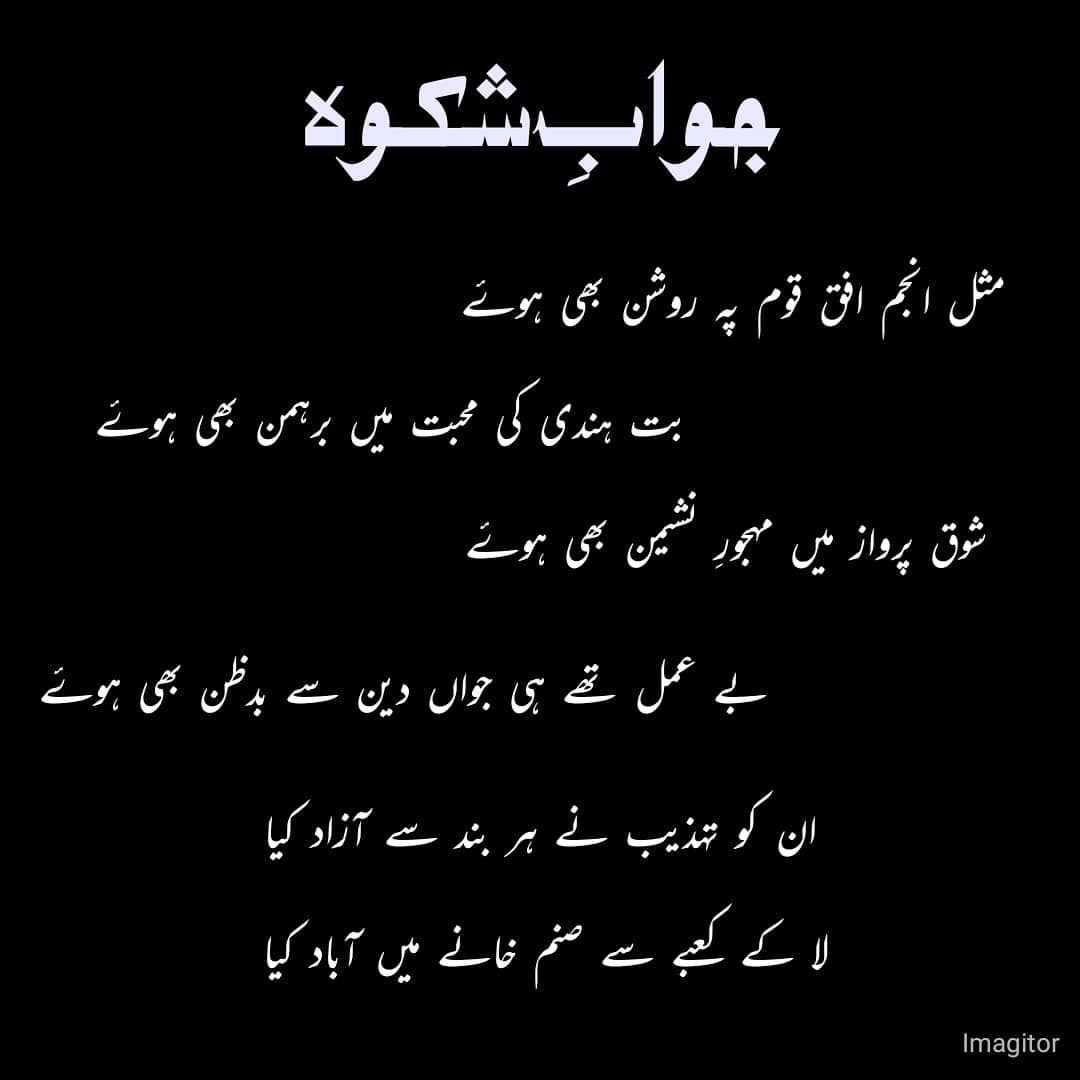 جوابِ شکوہ
مثل انجم افق قوم پہ روشن بھی ہوئے
بت ہندی کی محبت میں برہمن بھی ہوئے
شوق پرواز میں مہجورِ نشیمن بھی ہوئے
بے عمل تھے ہی جواں دین سے بدظن بھی ہوئے
ان کو تہذیب نے ہر بند سے آزاد کیا
لا کے کعبے سے صنم خانے میں آباد کیا
Imagitor